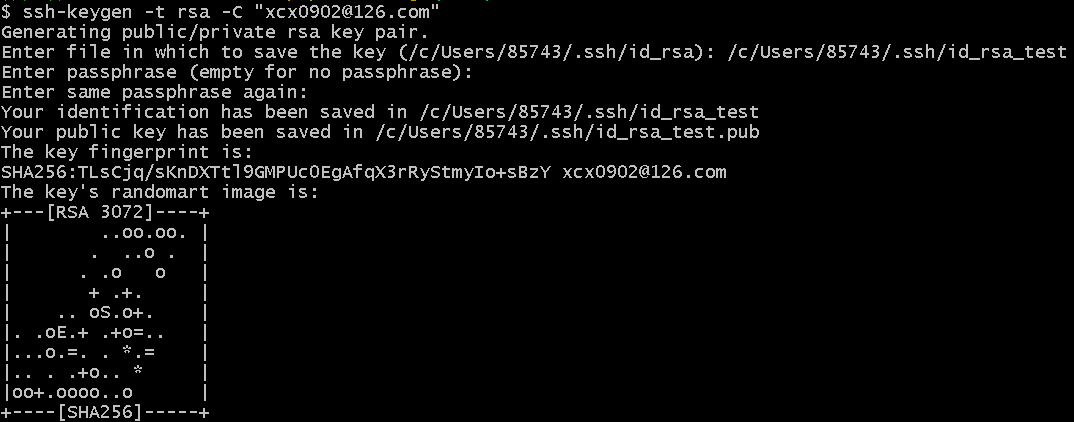 $ ssh-keygen -t rsa -C "xcx0902@126.com"
Generating public/private rsa key pair.
Enter file in which to save the key (/c/Users/85743/.ssh/id_rsa): /c/Users/85743/.ssh/id_rsa_test
Enter passphrase (empty for no passphrase):
Enter same passphrase again:
Your identification has been saved in /c/Users/85743/.ssh/id_rsa_test
Your public key has been saved in /c/Users/85743/.ssh/id_rsa_test.pub
The key fingerprint is:
SHA256:TLsCjq/sKnDXTtl9GMPUcOEgAfqX3rRyStmyIo+sBzY xcx0902@126.com
The key's randomart image is:
+---[RSA 3072]----+
|         ..oo.oo. |
|        .  ..o .  |
|       . .o   o   |
|        + .+.     |
|     .. oS.o+.    |
|. .oE.+ .+o=..    |
|...o.=. . *.=     |
|.. . .+o.. *      |
|oo+.oooo..o       |
+----[SHA256]-----+